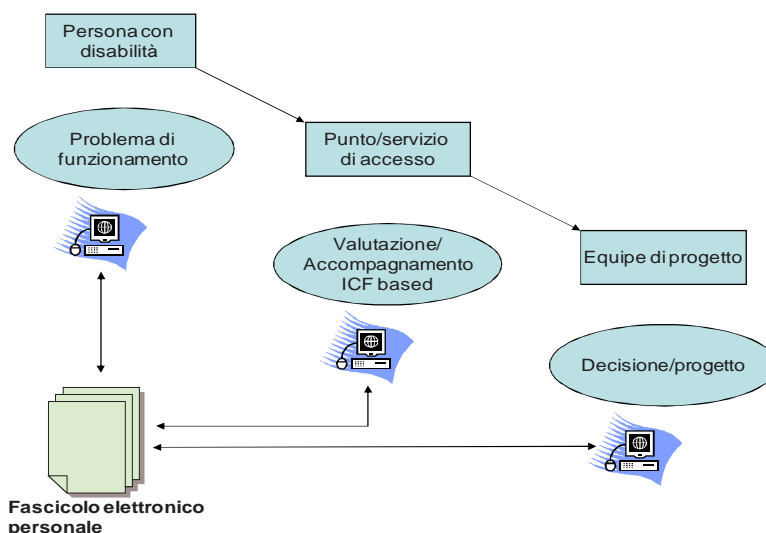 Persona con
disabilità
Problema di
funzionamento
Punto/servizio
di accesso
Valutazione/
Accompagnamento
ICF based
Equipe di progetto
Decisione/progetto
Fascicolo elettronico
personale